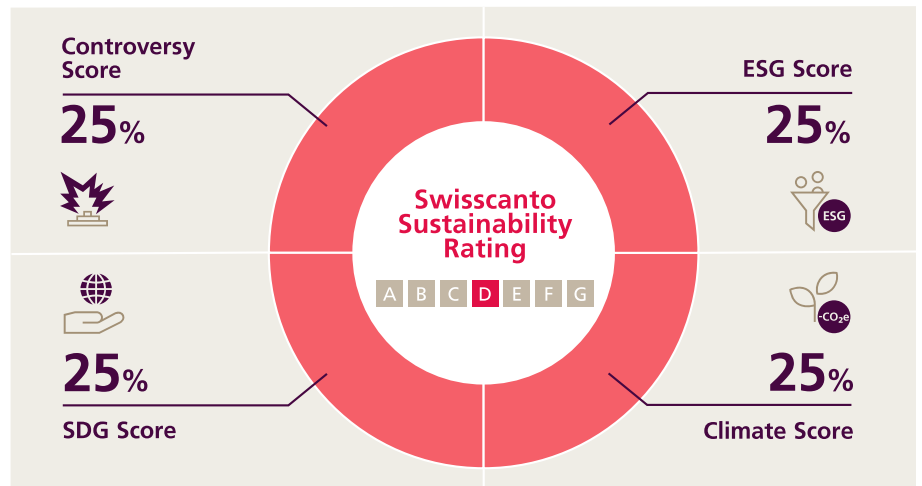 Controversy
Score
25%
ESG Score
25%
ESG
Swisscanto
Sustainability
Rating
A B C D E F G
25%
SDG Score
-CO₂e
25%
Climate Score